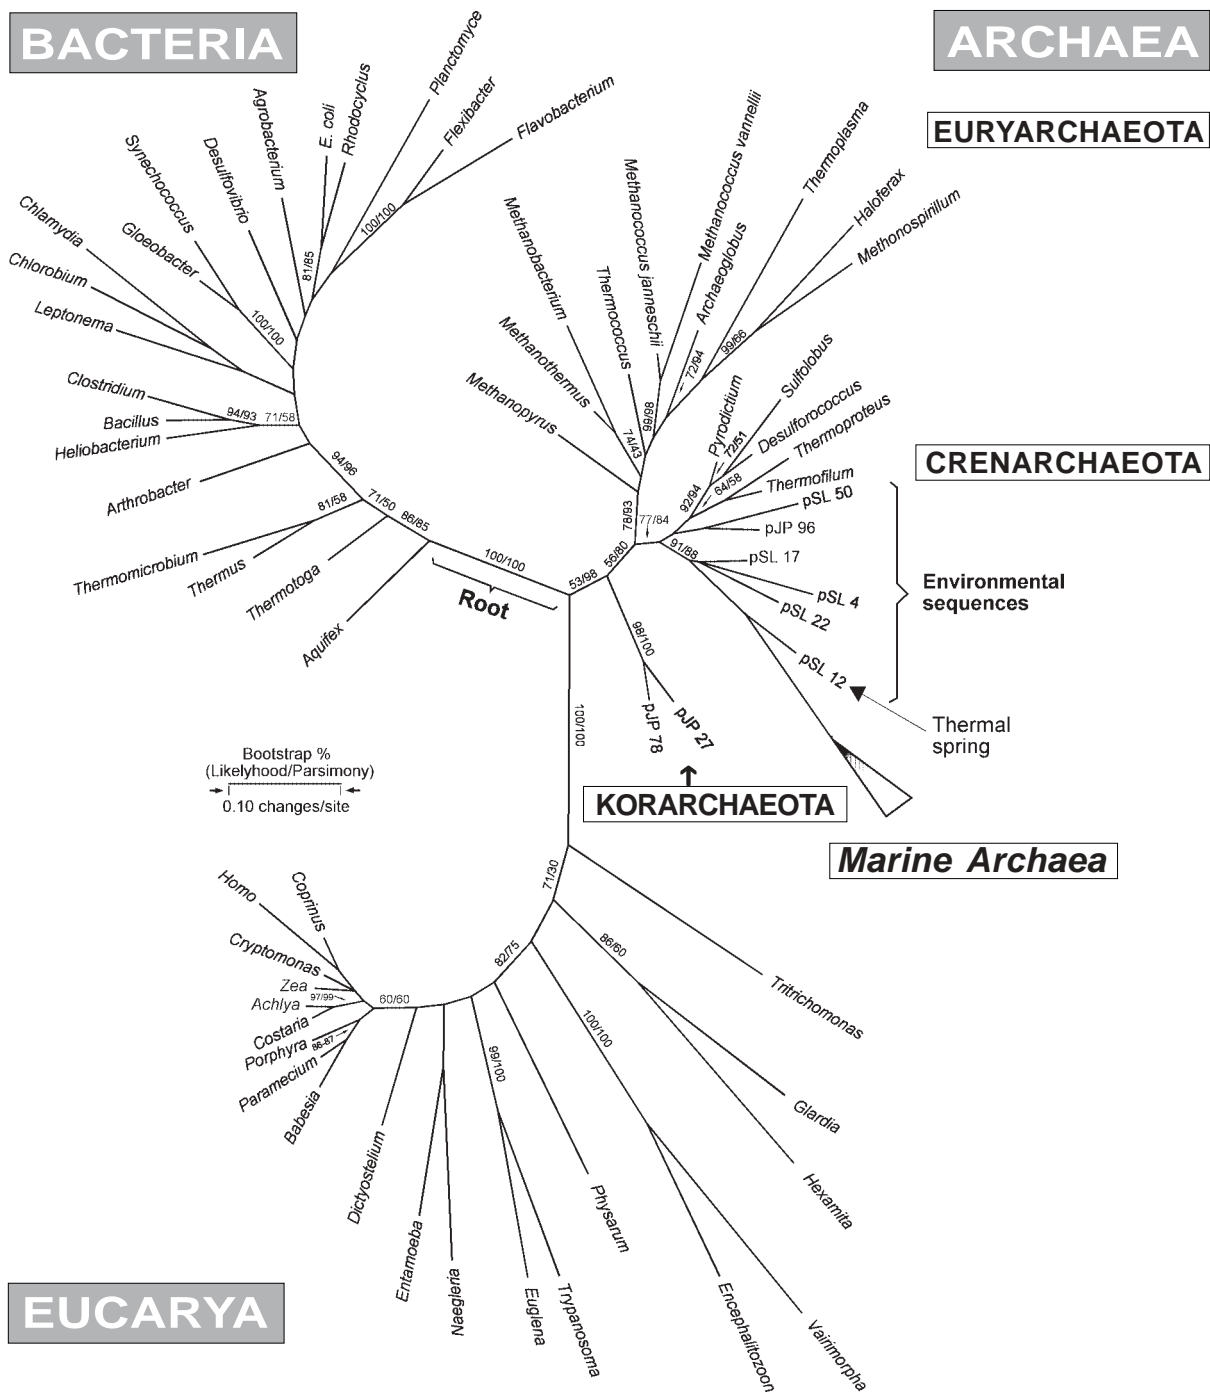 BACTERIA
ARCHAEA
EURYARCHAEOTA
Planctomyce
Flexibacter
Flavobacterium
Rhodocyclus
E. coli
Agrobacterium
Desulfovibrio
Synechococcus
Gloeobacter
Chlamydia
Chlorobium
Leptonema
Clostridium
Bacillus
Heliobacterium
Arthrobacter
Thermomicrobium
Thermus
Thermotoga
Aquifex
100/100
81/85
100/100
94/93
71/58
94/96
81/58
71/50
86/85
100/100
Root
Methanopyrus
Methanothermus
Methanobacterium
Thermococcus
Methanococcus janneschii
Methanococcus vannellii
Archaeoglobus
Thermoplasma
Haloferax
Methonospirillum
74/43
99/98
72/94
99/66
78/93
77/84
CRENARCHAEOTA
Pyrodictium
Sulfolobus
Desulforococcus
Thermoproteus
Thermofilum
72/51
64/58
92/94
91/88
pSL 50
pJP 96
pSL 17
pSL 4
pSL 22
pSL 12
Environmental
sequences
Thermal
spring
53/98
56/80
98/100
pJP 78
pJP 27
KORARCHAEOTA
Marine Archaea
100/100
Bootstrap %
(Likelyhood/Parsimony)
0.10 changes/site
71/30
86/60
82/75
100/100
99/100
60/60
97/99
86-87
Homo
Coprinus
Cryptomonas
Zea
Achlya
Costaria
Porphyra
Paramecium
Babesia
Dictyostelium
Entamoeba
Naegleria
Euglena
Trypanosoma
Physarum
Encephalitozoon
Vairimorpha
Hexamita
Glardia
Tritrichomonas
EUCARYA